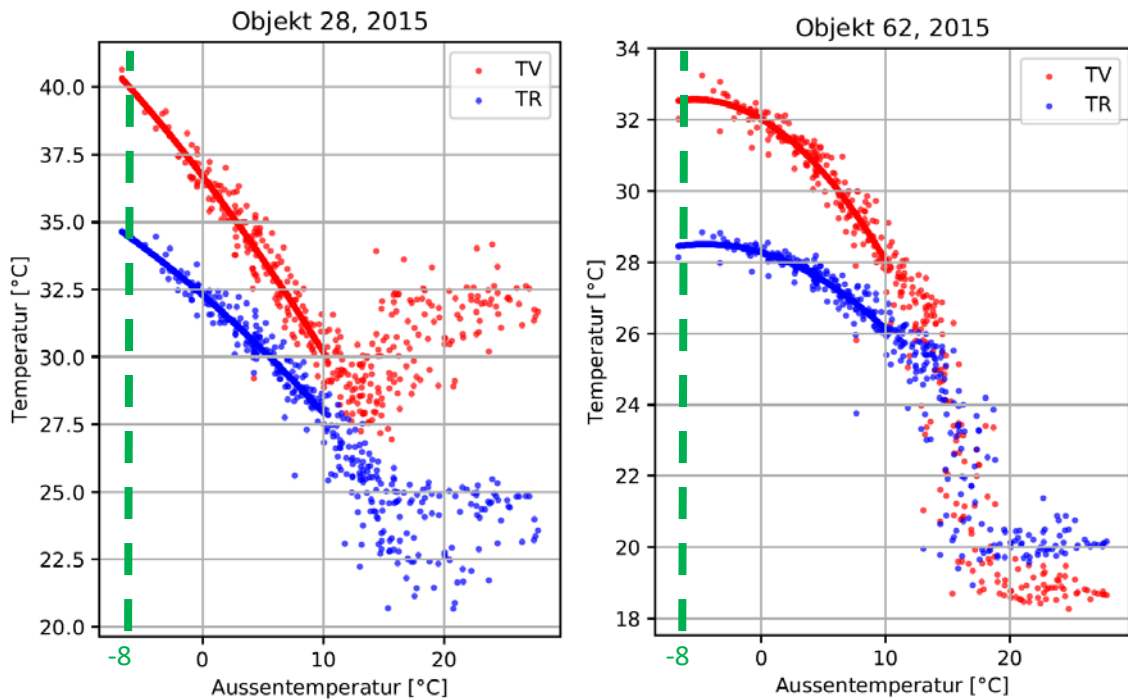 Objekt 28, 2015
TV
TR
40.0
37.5
35.0
32.5
30.0
27.5
25.0
22.5
20.0
Temperatur [°C]
-8
0
10
20
Aussentemperatur [°C]
Objekt 62, 2015
TV
TR
34
32
30
28
26
24
22
20
18
Temperatur [°C]
-8
0
10
20
Aussentemperatur [°C]